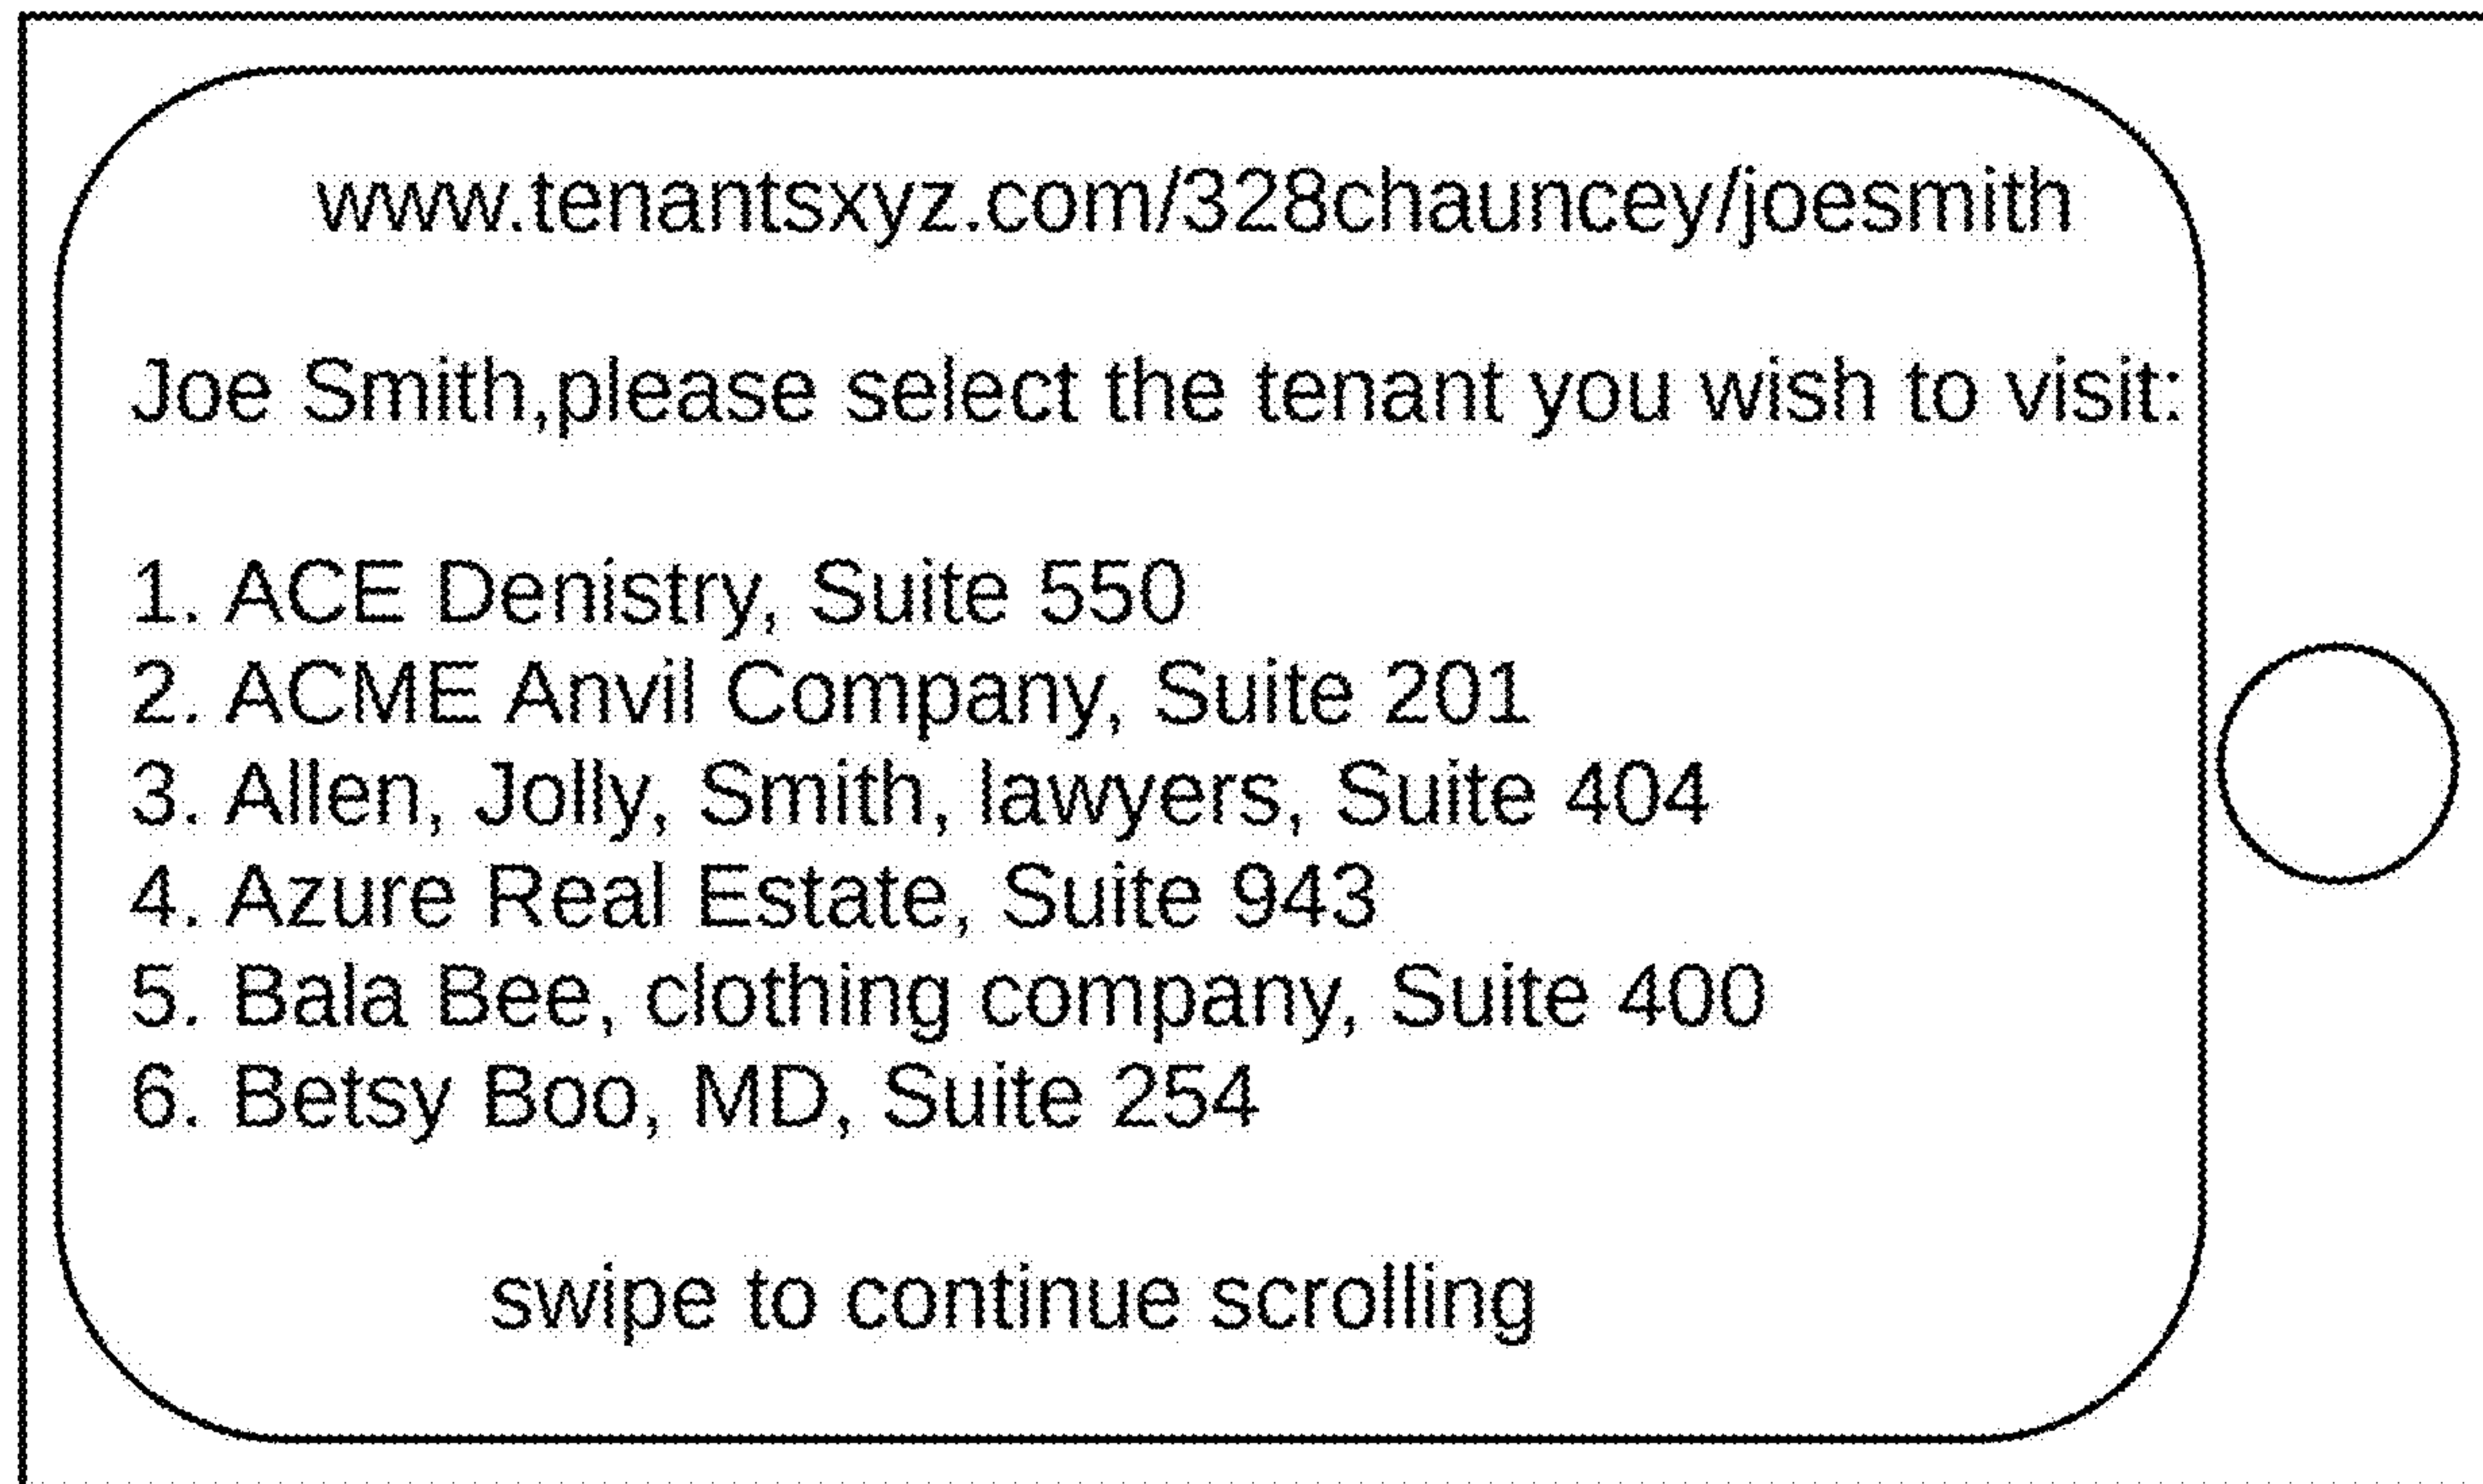 www.tenantsxyz.com/328chauncey/joesmith
Joe Smith,please select the tenant you wish to visit:
1. ACE Denistry, Suite 550
2. ACME Anvil Company, Suite 201
3. Allen, Jolly, Smith, lawyers, Suite 404
4. Azure Real Estate, Suite 943
5. Bala Bee, clothing company, Suite 400
6. Betsy Boo, MD, Suite 254
swipe to continue scrolling